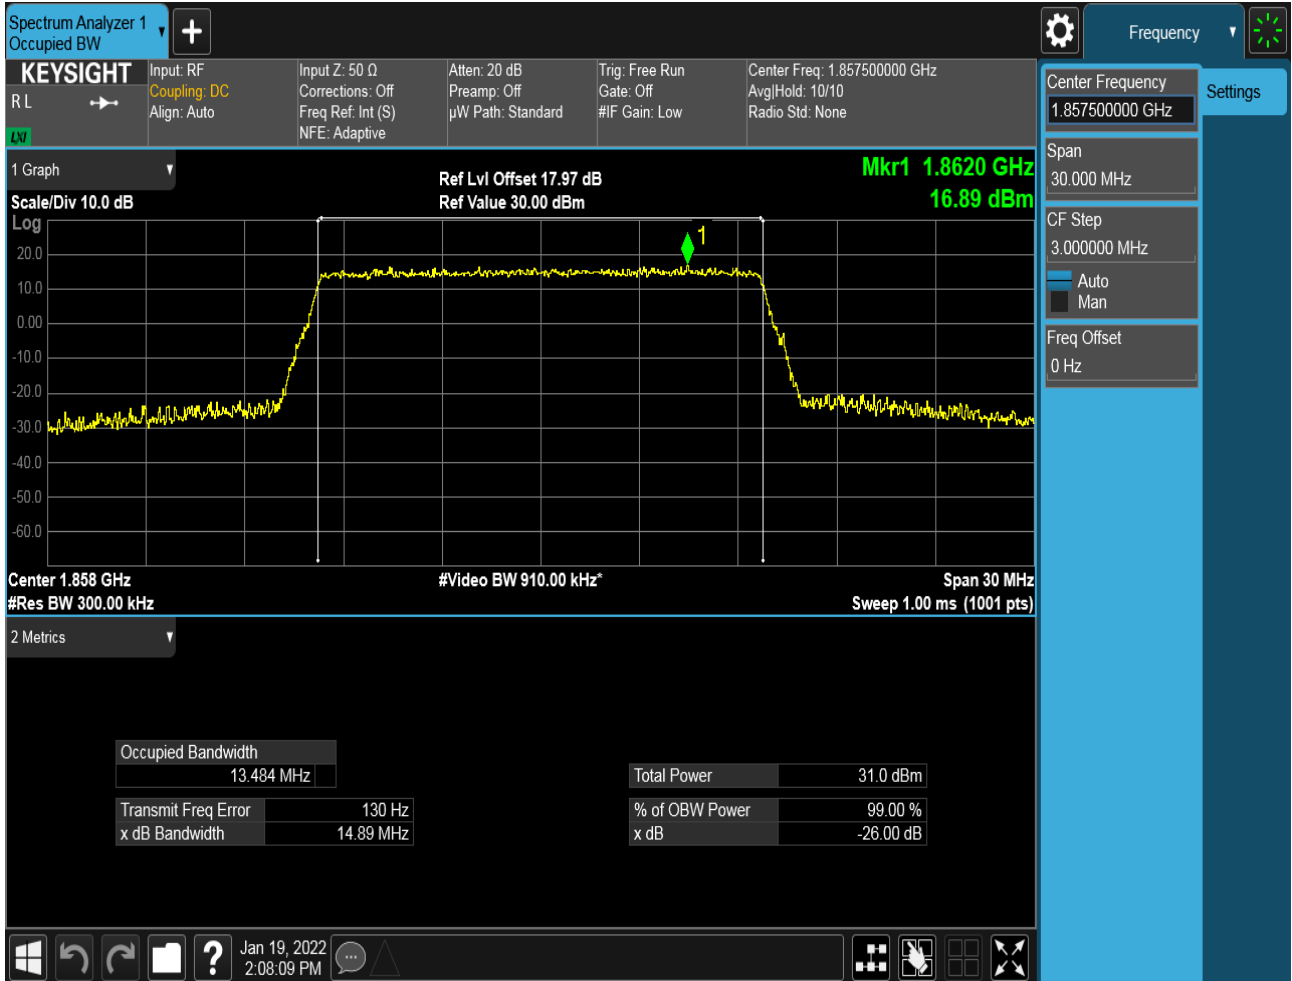 Spectrum Analyzer 1
Occupied BW
Frequency
KEYSIGHT
R L
LXI
Input: RF
Coupling: DC
Align: Auto
Input Z: 50 Ω
Corrections: Off
Freq Ref: Int (S)
NFE: Adaptive
Atten: 20 dB
Preamp: Off
µW Path: Standard
Trig: Free Run
Gate: Off
#IF Gain: Low
Center Freq: 1.857500000 GHz
Avg|Hold: 10/10
Radio Std: None
Center Frequency
1.857500000 GHz
Settings
Span
30.000 MHz
CF Step
3.000000 MHz
Auto
Man
Freq Offset
0 Hz
1 Graph
Scale/Div 10.0 dB
Ref Lvl Offset 17.97 dB
Ref Value 30.00 dBm
Mkr1 1.8620 GHz
16.89 dBm
Log
1
20.0
10.0
0.00
-10.0
-20.0
-30.0
-40.0
-50.0
-60.0
Center 1.858 GHz
#Res BW 300.00 kHz
#Video BW 910.00 kHz*
Span 30 MHz
Sweep 1.00 ms (1001 pts)
2 Metrics
Occupied Bandwidth
13.484 MHz
Total Power 31.0 dBm
Transmit Freq Error 130 Hz
% of OBW Power 99.00 %
x dB Bandwidth 14.89 MHz
x dB -26.00 dB
?
Jan 19, 2022
2:08:09 PM